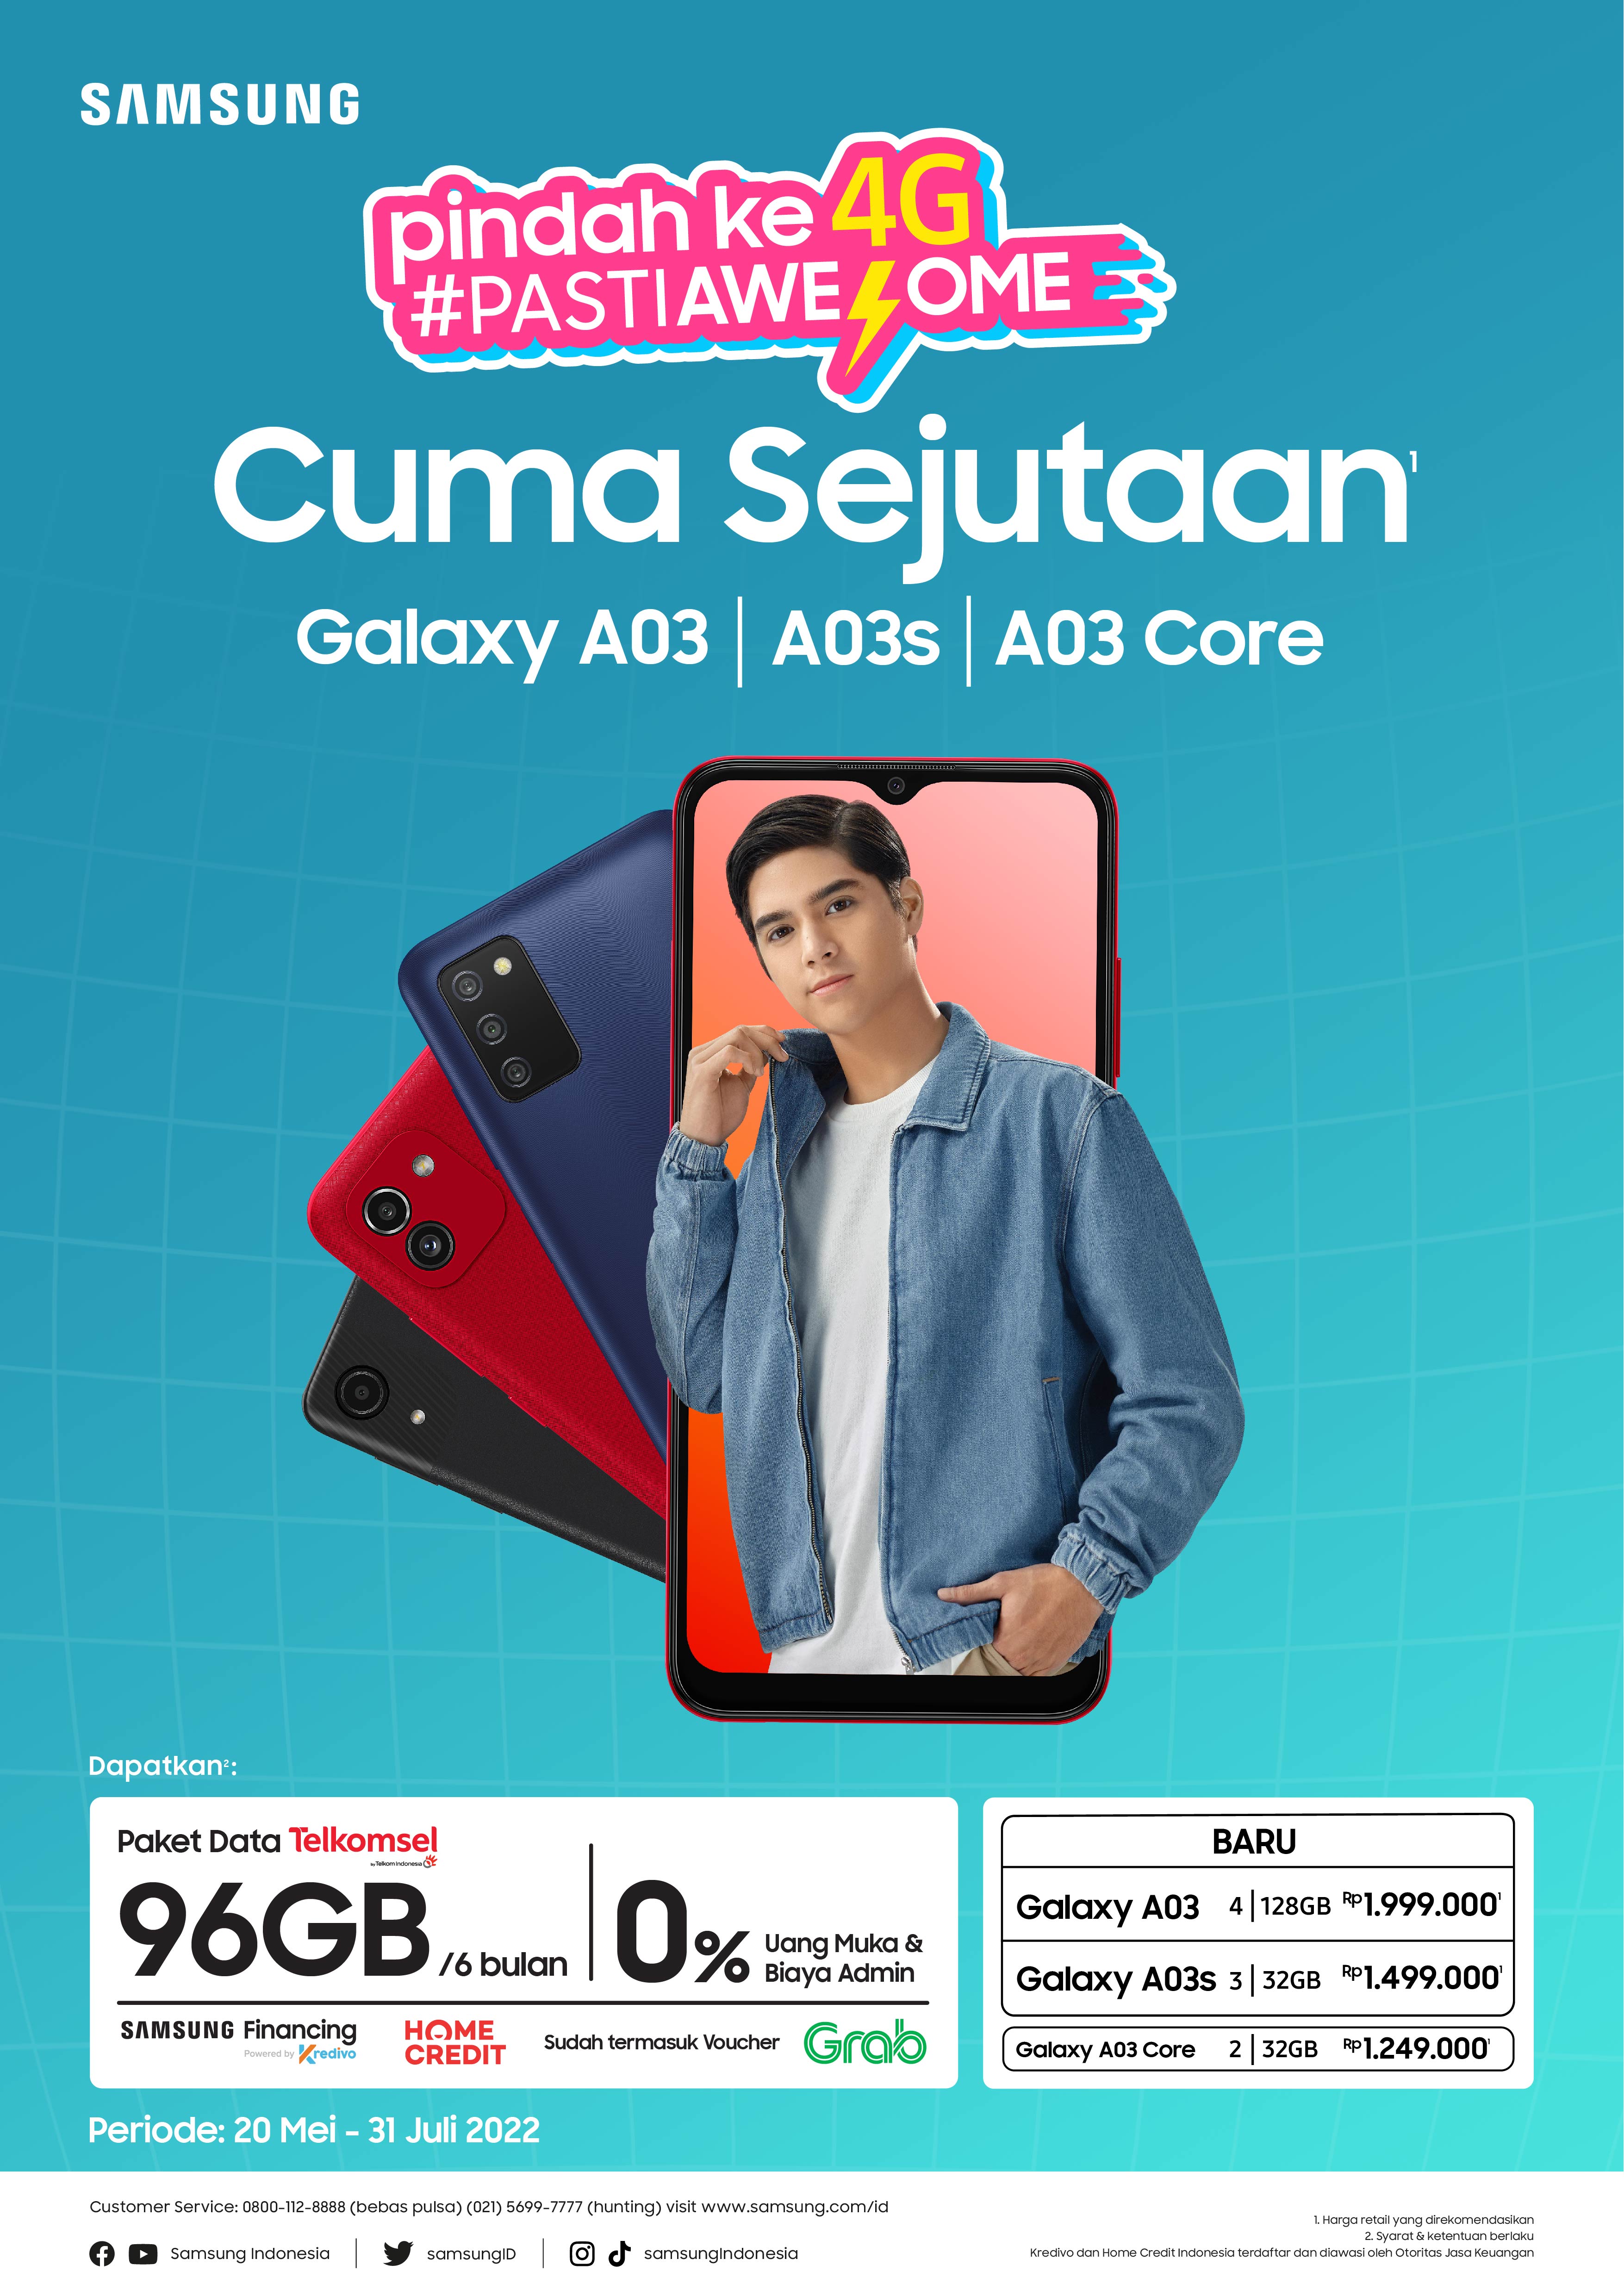 SAMSUNG
pindah ke 4G
#PASTIAWESOME
Cuma Sejutaan¹
Galaxy A03 | A03s | A03 Core
Dapatkan²:
Paket Data Telkomsel
by Telkom Indonesia
96GB /6 bulan
0% Uang Muka &
Biaya Admin
SAMSUNG Financing
Powered by Kredivo
HOME
CREDIT
Sudah termasuk Voucher Grab
BARU
Galaxy A03 4 | 128GB Rp1.999.000¹
Galaxy A03s 3 | 32GB Rp1.499.000¹
Galaxy A03 Core 2 | 32GB Rp1.249.000¹
Periode: 20 Mei - 31 Juli 2022
Customer Service: 0800-112-8888 (bebas pulsa) (021) 5699-7777 (hunting) visit www.samsung.com/id
Samsung Indonesia | samsungID | samsungIndonesia
1. Harga retail yang direkomendasikan
2. Syarat & ketentuan berlaku
Kredivo dan Home Credit Indonesia terdaftar dan diawasi oleh Otoritas Jasa Keuangan